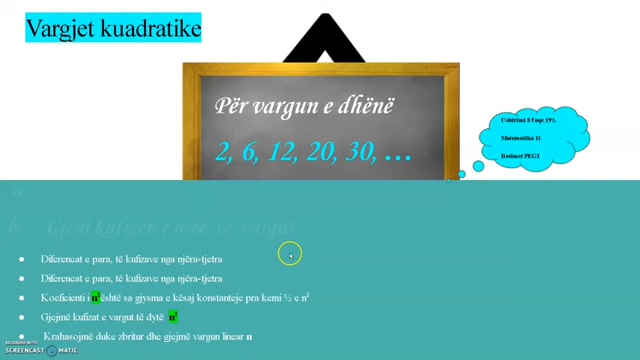 Vargjet kuadratike
Për vargun e dhënë
2, 6, 12, 20, 30, …
Ushtrimi 8 faqe 191.
Matematika 11
Botimet PEGI
4.
6. Gjeni kufizën e n-të të vargut
● Diferencat e para, të kufizave nga njëra-tjetra
● Diferencat e para, të kufizave nga njëra-tjetra
● Koeficienti i n² është sa gjysma e kësaj konstanteje pra kemi ½ e n²
● Gjejmë kufizat e vargut të dytë n²
● Krahasojmë duke zbritur dhe gjejmë vargun linear n
RECORDED WITH
SCREENCAST MATIC